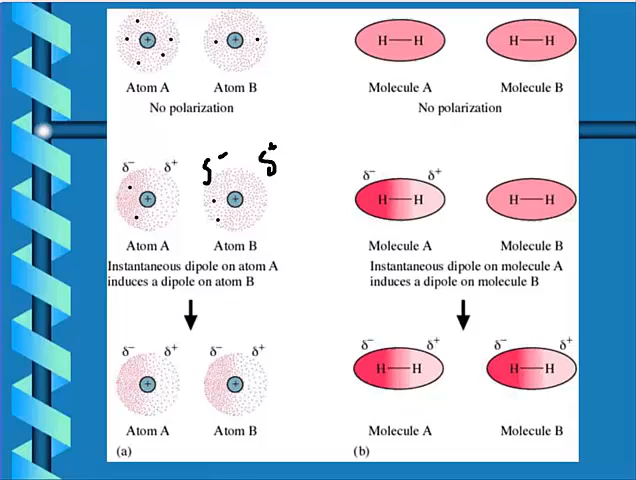 + +
Atom A Atom B
No polarization
H—H H—H
Molecule A Molecule B
No polarization
δ⁻ δ⁺ δ⁻ δ⁺
+ +
Atom A Atom B
Instantaneous dipole on atom A
induces a dipole on atom B
δ⁻ δ⁺
H—H H—H
Molecule A Molecule B
Instantaneous dipole on molecule A
induces a dipole on molecule B
δ⁻ δ⁺ δ⁻ δ⁺
+ +
Atom A Atom B
(a)
δ⁻ δ⁺ δ⁻ δ⁺
H—H H—H
Molecule A Molecule B
(b)